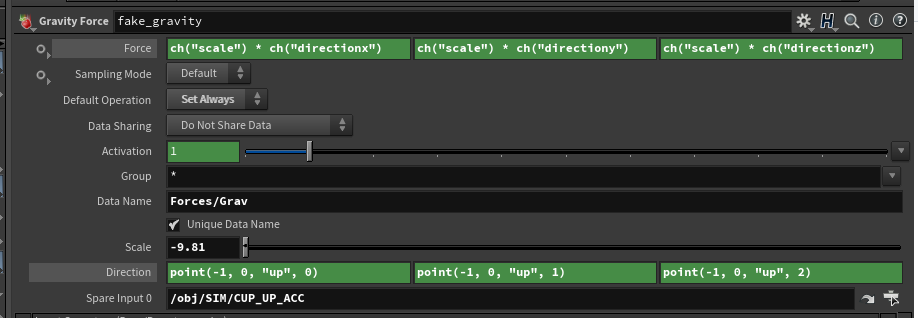 Gravity Force fake_gravity
Force ch("scale") * ch("directionx") ch("scale") * ch("directiony") ch("scale") * ch("directionz")
Sampling Mode Default
Default Operation Set Always
Data Sharing Do Not Share Data
Activation 1
Group *
Data Name Forces/Grav
Unique Data Name
Scale -9.81
Direction point(-1, 0, "up", 0) point(-1, 0, "up", 1) point(-1, 0, "up", 2)
Spare Input 0 /obj/SIM/CUP_UP_ACC